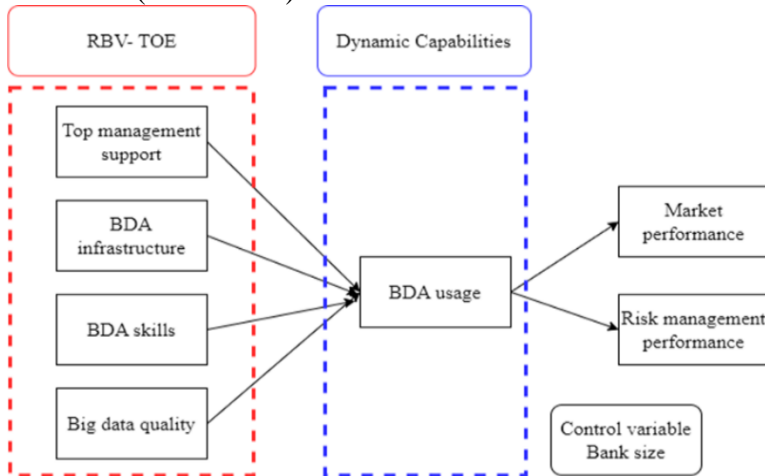 RBV- TOE
Dynamic Capabilities
Top management
support
BDA
infrastructure
BDA skills
Big data quality
BDA usage
Market
performance
Risk management
performance
Control variable
Bank size